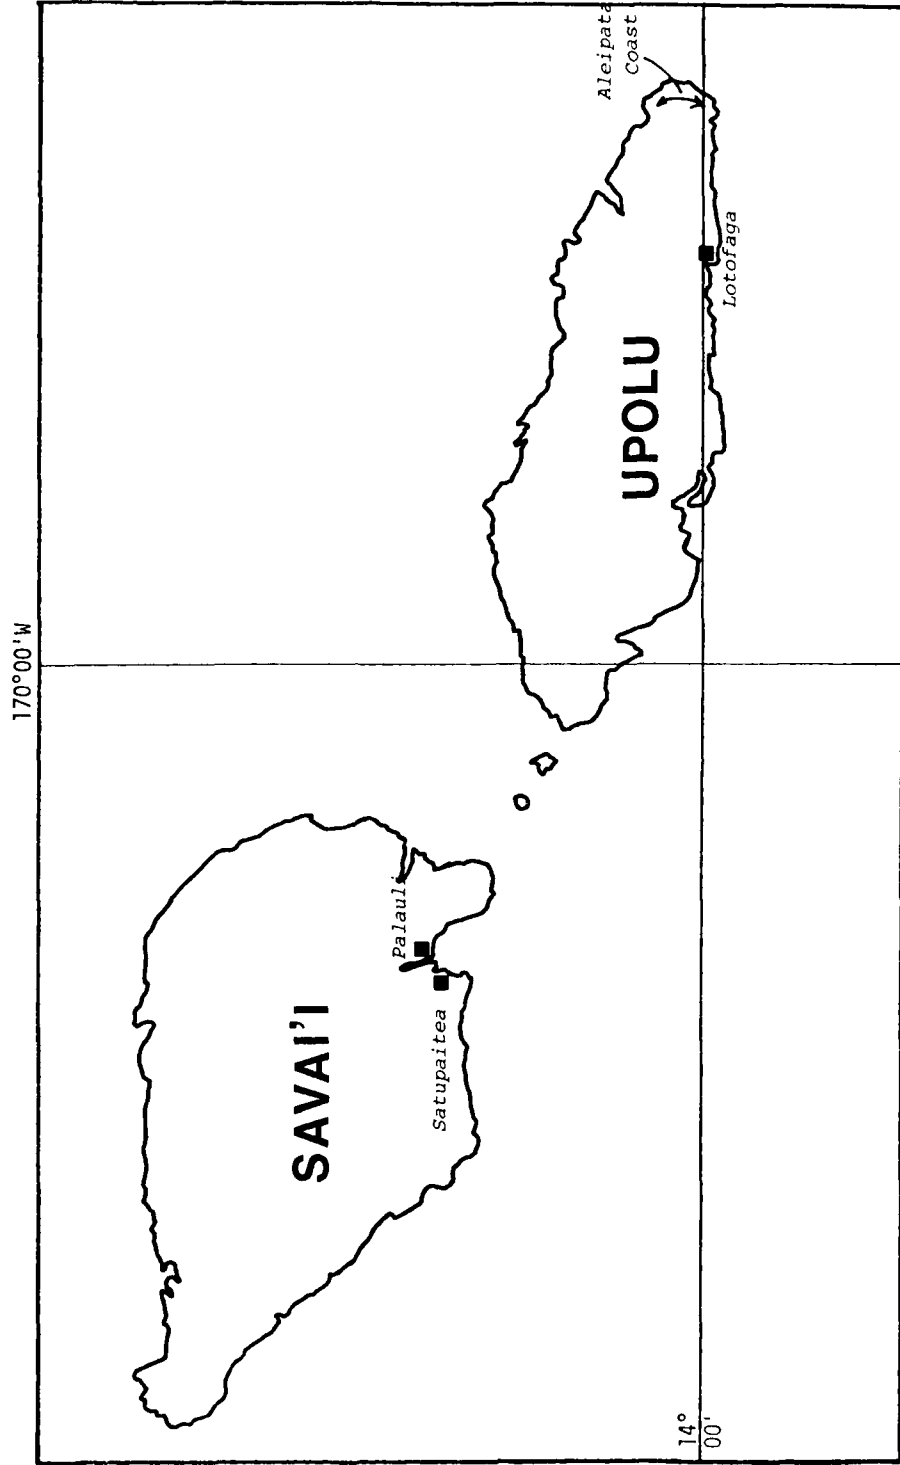 170°00'W
SAVAI'I
Palauli
Satupaitea
UPOLU
Aleipata
Coast
Lotofaga
14°
00'